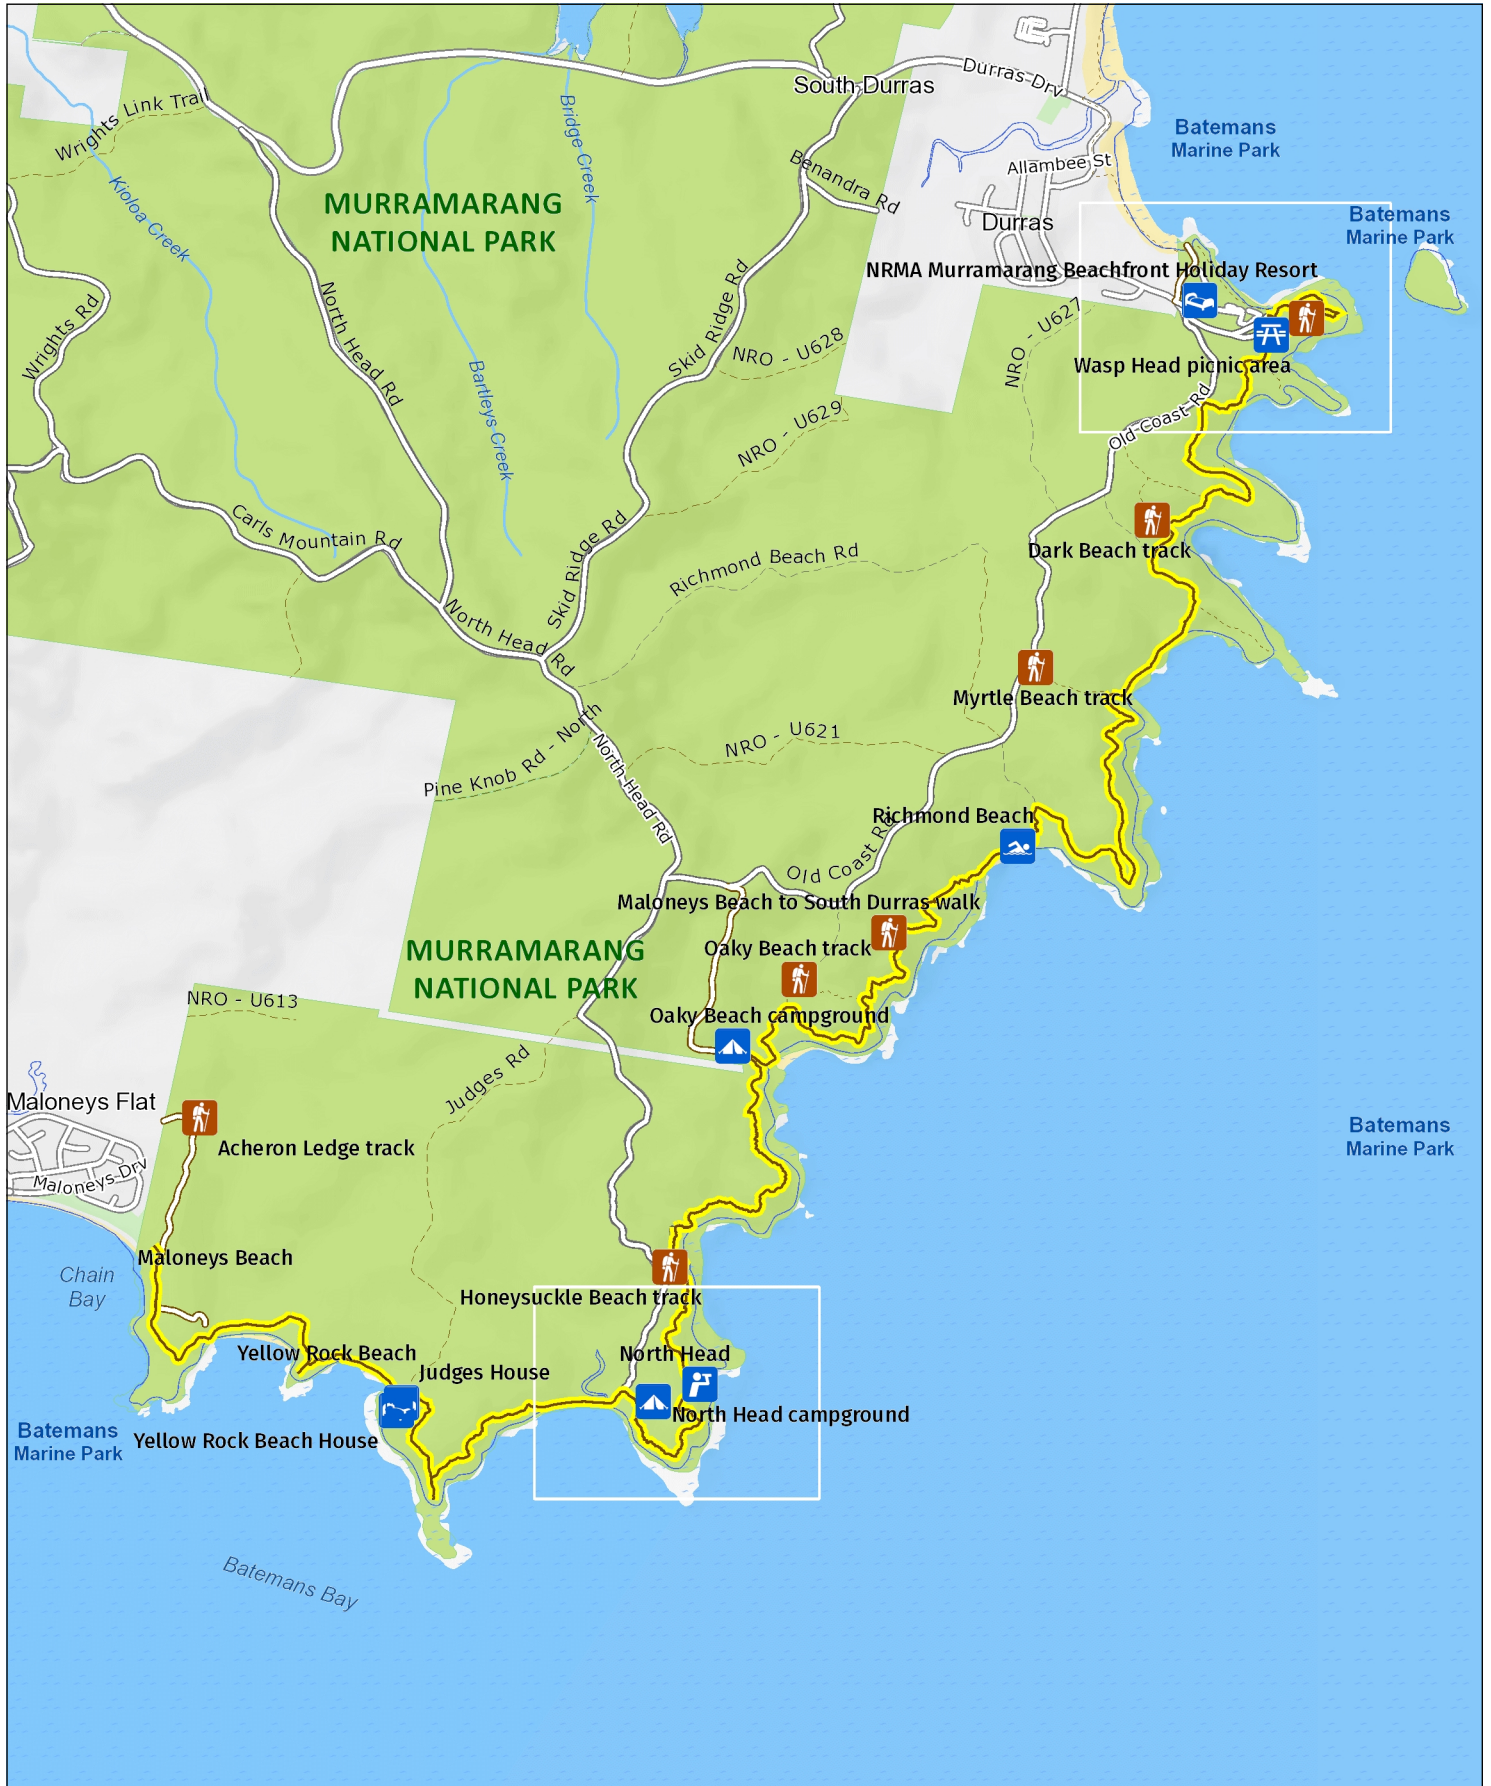 South Durras
Durras Drv
Wrights Link Trail
Bridge Creek
Batemans
Marine Park
Allambee St
Benandra Rd
Kioloa Creek
MURRAMARANG
NATIONAL PARK
Durras
Batemans
Marine Park
NRMA Murramarang Beachfront Holiday Resort
Wrights Rd
North Head Rd
Skid Ridge Rd
NRO - U628
NRO - U627
Wasp Head picnic area
Bartleys Creek
NRO - U629
Old Coast Rd
Carls Mountain Rd
Skid Ridge Rd
Richmond Beach Rd
Dark Beach track
North Head Rd
Myrtle Beach track
Pine Knob Rd - North
North Head Rd
NRO - U621
Richmond Beach
Old Coast Rd
Maloneys Beach to South Durras walk
MURRAMARANG
NATIONAL PARK
Oaky Beach track
NRO - U613
Oaky Beach campground
Judges Rd
Maloneys Flat
Acheron Ledge track
Batemans
Marine Park
Maloneys Drv
Maloneys Beach
Chain
Bay
Honeysuckle Beach track
Yellow Rock Beach
North Head
Judges House
North Head campground
Batemans
Marine Park
Yellow Rock Beach House
Batemans Bay